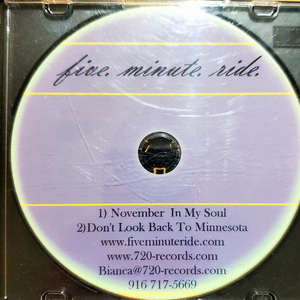 five. minute. ride.
1) November In My Soul
2)Don't Look Back To Minnesota
www.fiveminuteride.com
www.720-records.com
Bianca@720-records.com
916 717-5669